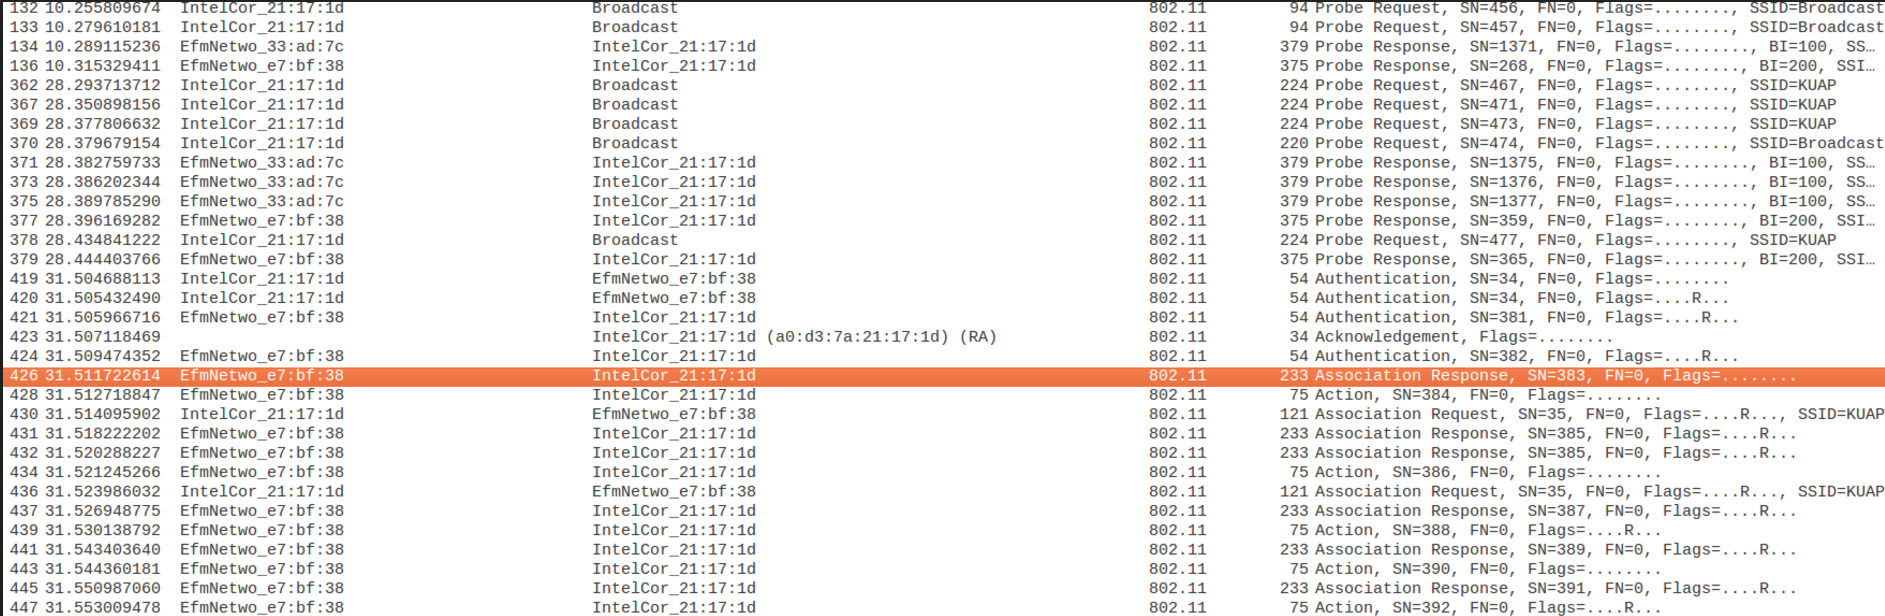 132 10.255809674 IntelCor_21:17:1d Broadcast 802.11 94 Probe Request, SN=456, FN=0, Flags=........, SSID=Broadcast
133 10.279610181 IntelCor_21:17:1d Broadcast 802.11 94 Probe Request, SN=457, FN=0, Flags=........, SSID=Broadcast
134 10.289115236 EfmNetwo_33:ad:7c IntelCor_21:17:1d 802.11 379 Probe Response, SN=1371, FN=0, Flags=........, BI=100, SS…
136 10.315329411 EfmNetwo_e7:bf:38 IntelCor_21:17:1d 802.11 375 Probe Response, SN=268, FN=0, Flags=........, BI=200, SSI…
362 28.293713712 IntelCor_21:17:1d Broadcast 802.11 224 Probe Request, SN=467, FN=0, Flags=........, SSID=KUAP
367 28.350898156 IntelCor_21:17:1d Broadcast 802.11 224 Probe Request, SN=471, FN=0, Flags=........, SSID=KUAP
369 28.377806632 IntelCor_21:17:1d Broadcast 802.11 224 Probe Request, SN=473, FN=0, Flags=........, SSID=KUAP
370 28.379679154 IntelCor_21:17:1d Broadcast 802.11 220 Probe Request, SN=474, FN=0, Flags=........, SSID=Broadcast
371 28.382759733 EfmNetwo_33:ad:7c IntelCor_21:17:1d 802.11 379 Probe Response, SN=1375, FN=0, Flags=........, BI=100, SS…
373 28.386202344 EfmNetwo_33:ad:7c IntelCor_21:17:1d 802.11 379 Probe Response, SN=1376, FN=0, Flags=........, BI=100, SS…
375 28.389785290 EfmNetwo_33:ad:7c IntelCor_21:17:1d 802.11 379 Probe Response, SN=1377, FN=0, Flags=........, BI=100, SS…
377 28.396169282 EfmNetwo_e7:bf:38 IntelCor_21:17:1d 802.11 375 Probe Response, SN=359, FN=0, Flags=........, BI=200, SSI…
378 28.434841222 IntelCor_21:17:1d Broadcast 802.11 224 Probe Request, SN=477, FN=0, Flags=........, SSID=KUAP
379 28.444403766 EfmNetwo_e7:bf:38 IntelCor_21:17:1d 802.11 375 Probe Response, SN=365, FN=0, Flags=........, BI=200, SSI…
419 31.504688113 IntelCor_21:17:1d EfmNetwo_e7:bf:38 802.11 54 Authentication, SN=34, FN=0, Flags=........
420 31.505432490 IntelCor_21:17:1d EfmNetwo_e7:bf:38 802.11 54 Authentication, SN=34, FN=0, Flags=....R...
421 31.505966716 EfmNetwo_e7:bf:38 IntelCor_21:17:1d 802.11 54 Authentication, SN=381, FN=0, Flags=....R...
423 31.507118469 IntelCor_21:17:1d (a0:d3:7a:21:17:1d) (RA) 802.11 34 Acknowledgement, Flags=........
424 31.509474352 EfmNetwo_e7:bf:38 IntelCor_21:17:1d 802.11 54 Authentication, SN=382, FN=0, Flags=....R...
426 31.511722614 EfmNetwo_e7:bf:38 IntelCor_21:17:1d 802.11 233 Association Response, SN=383, FN=0, Flags=........
428 31.512718847 EfmNetwo_e7:bf:38 IntelCor_21:17:1d 802.11 75 Action, SN=384, FN=0, Flags=........
430 31.514095902 IntelCor_21:17:1d EfmNetwo_e7:bf:38 802.11 121 Association Request, SN=35, FN=0, Flags=....R..., SSID=KUAP
431 31.518222202 EfmNetwo_e7:bf:38 IntelCor_21:17:1d 802.11 233 Association Response, SN=385, FN=0, Flags=....R...
432 31.520288227 EfmNetwo_e7:bf:38 IntelCor_21:17:1d 802.11 233 Association Response, SN=385, FN=0, Flags=....R...
434 31.521245266 EfmNetwo_e7:bf:38 IntelCor_21:17:1d 802.11 75 Action, SN=386, FN=0, Flags=........
436 31.523986032 IntelCor_21:17:1d EfmNetwo_e7:bf:38 802.11 121 Association Request, SN=35, FN=0, Flags=....R..., SSID=KUAP
437 31.526948775 EfmNetwo_e7:bf:38 IntelCor_21:17:1d 802.11 233 Association Response, SN=387, FN=0, Flags=....R...
439 31.530138792 EfmNetwo_e7:bf:38 IntelCor_21:17:1d 802.11 75 Action, SN=388, FN=0, Flags=....R...
441 31.543403640 EfmNetwo_e7:bf:38 IntelCor_21:17:1d 802.11 233 Association Response, SN=389, FN=0, Flags=....R...
443 31.544360181 EfmNetwo_e7:bf:38 IntelCor_21:17:1d 802.11 75 Action, SN=390, FN=0, Flags=........
445 31.550987060 EfmNetwo_e7:bf:38 IntelCor_21:17:1d 802.11 233 Association Response, SN=391, FN=0, Flags=....R...
447 31.553009478 EfmNetwo_e7:bf:38 IntelCor_21:17:1d 802.11 75 Action, SN=392, FN=0, Flags=....R...